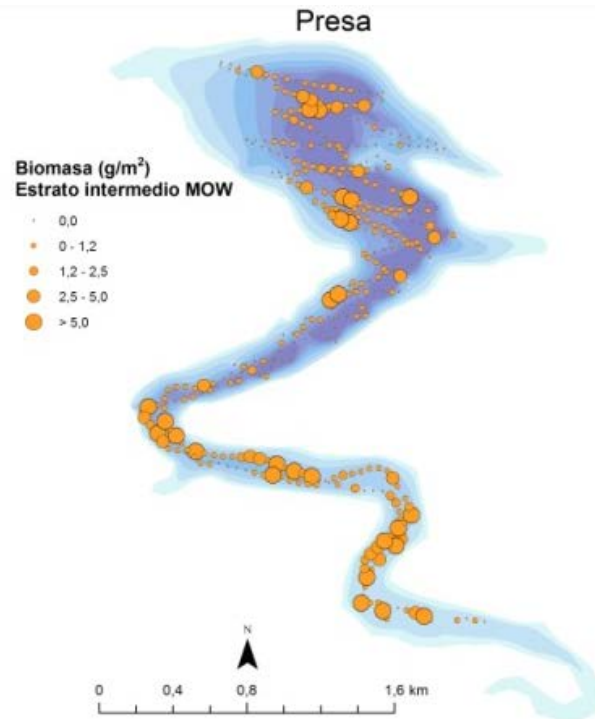 Presa
Biomasa (g/m²)
Estrato intermedio MOW
0,0
0 - 1,2
1,2 - 2,5
2,5 - 5,0
> 5,0
N
0 0,4 0,8 1,6 km